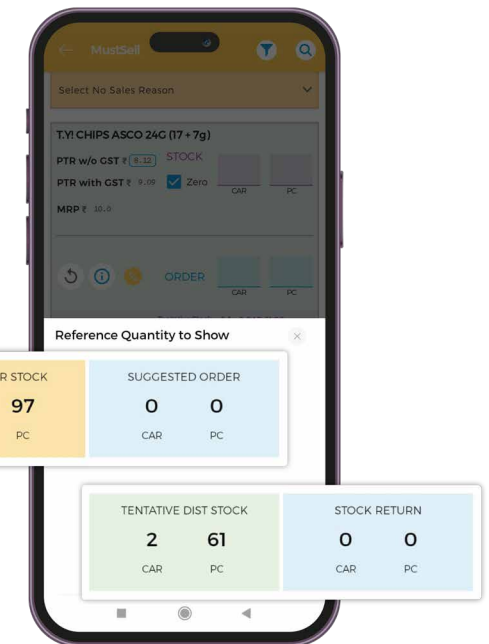 MustSell
Select No Sales Reason
T.Y! CHIPS ASCO 24G (17 + 7g)
PTR w/o GST ₹ 8.12 STOCK
PTR with GST ₹ 9.09 Zero
CAR PC
MRP ₹ 10.0
ORDER
CAR PC
Reference Quantity to Show
R STOCK
97
PC
SUGGESTED ORDER
0 0
CAR PC
TENTATIVE DIST STOCK
2 61
CAR PC
STOCK RETURN
0 0
CAR PC